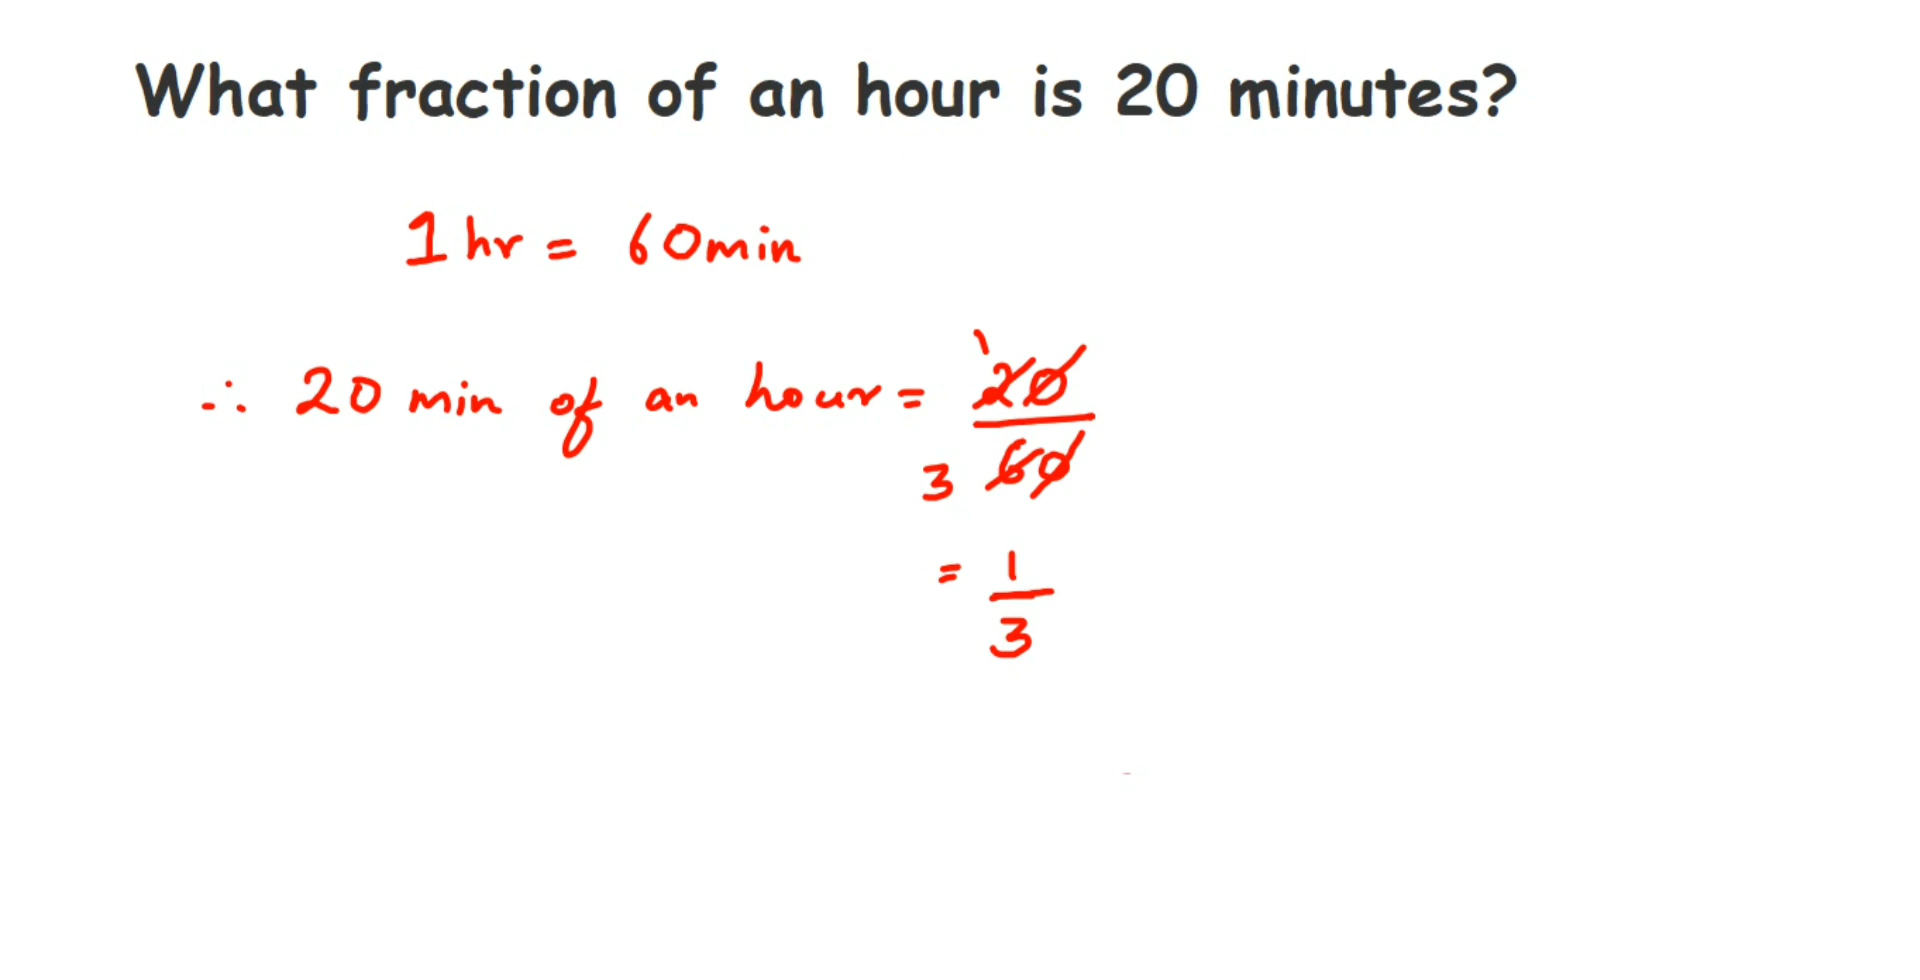 What fraction of an hour is 20 minutes?
1 hr = 60min
∴ 20 min of an hour = 20/60
1
3
= 1/3